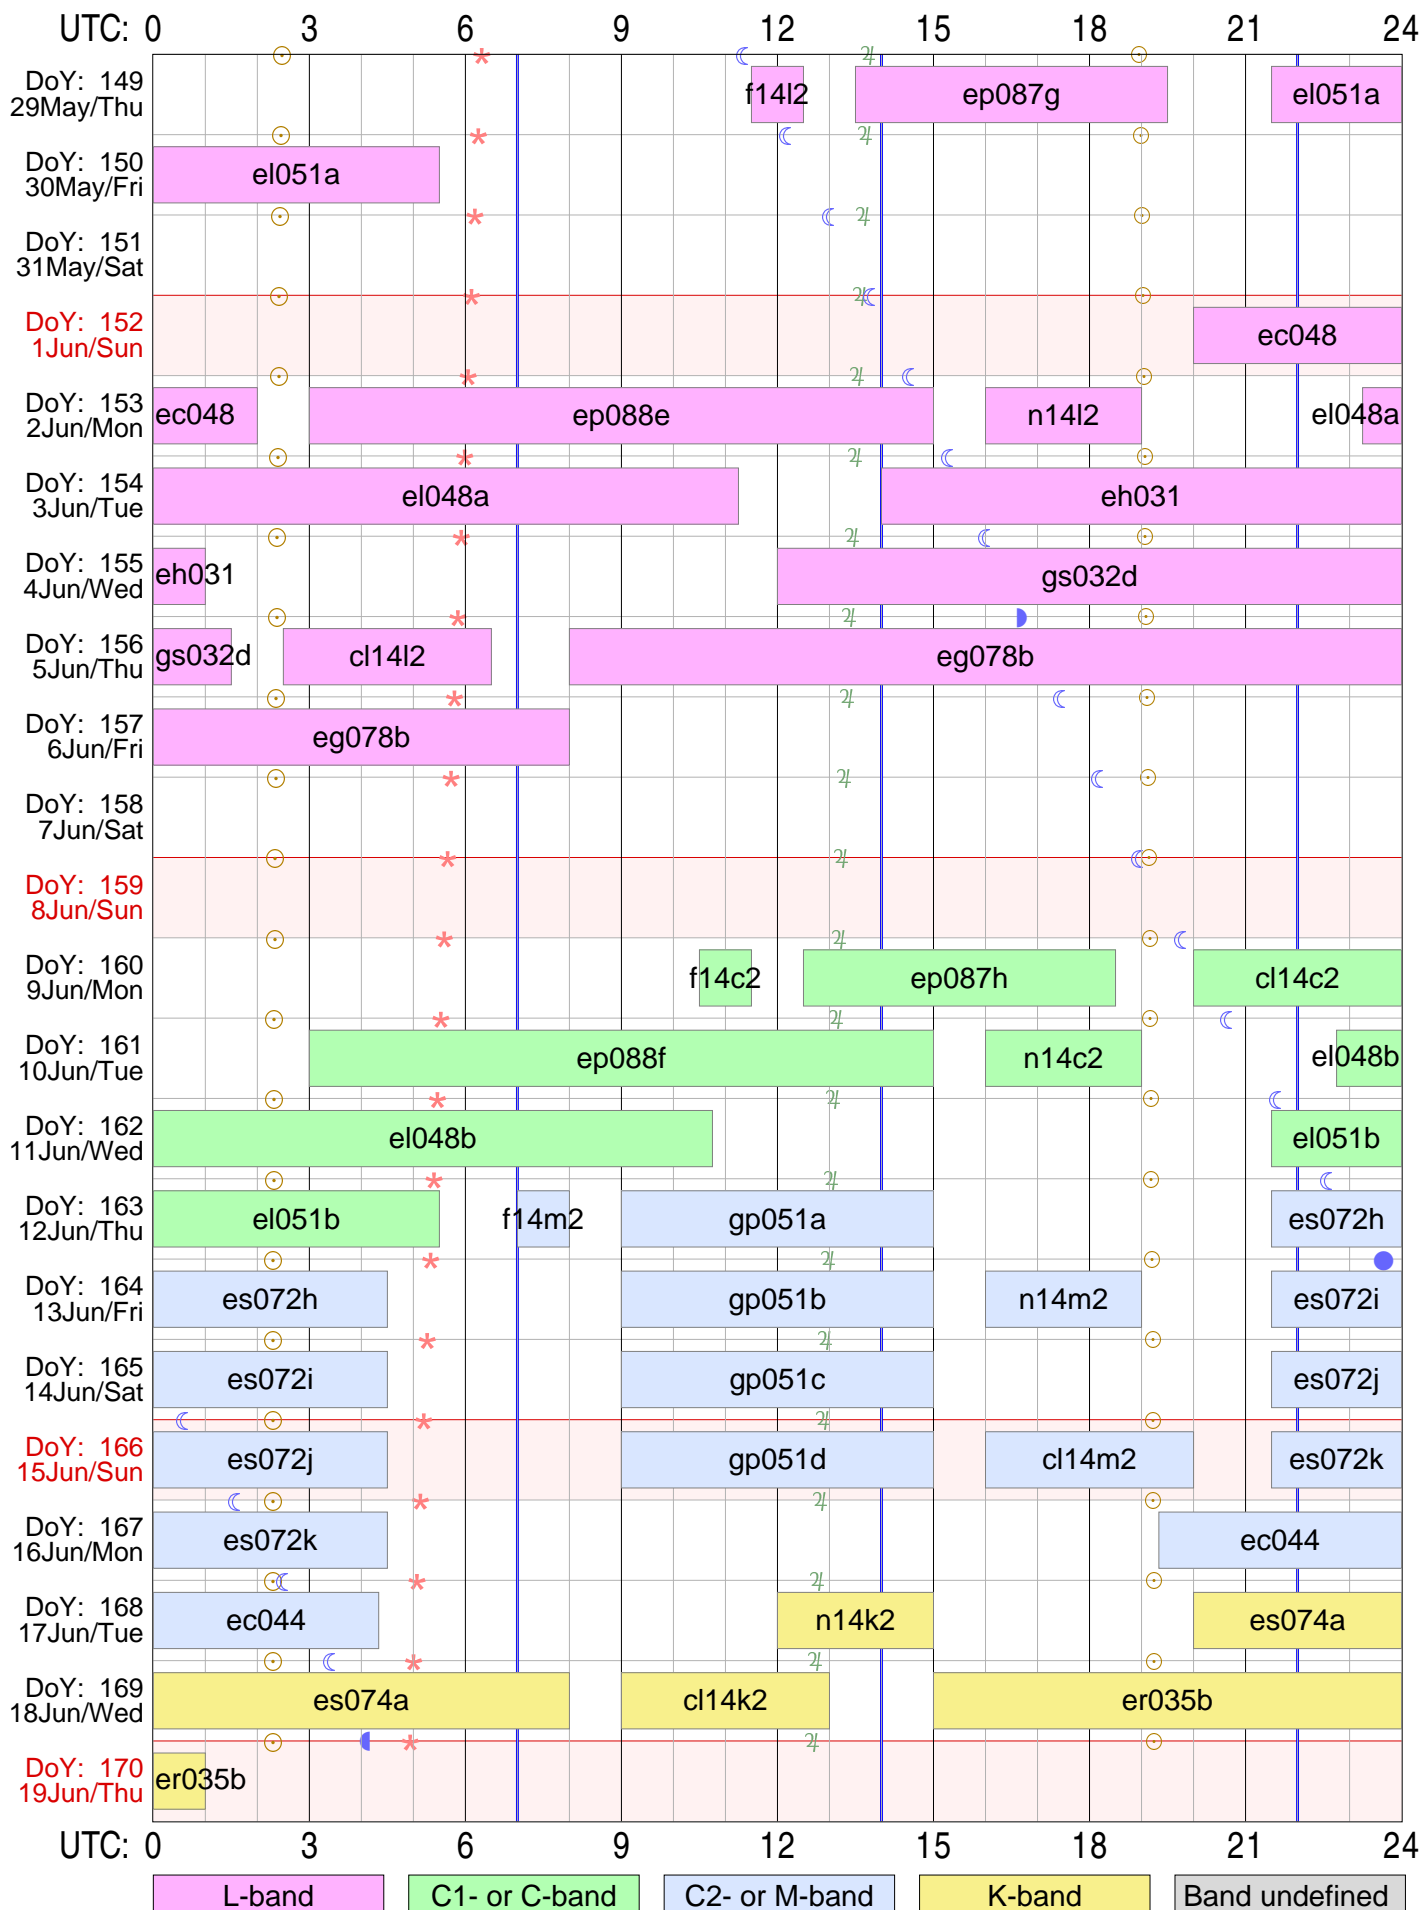 UTC: 0 3 6 9 12 15 18 21 24
DoY: 149
29May/Thu
f14l2 ep087g el051a
DoY: 150
30May/Fri
el051a
DoY: 151
31May/Sat
DoY: 152
1Jun/Sun
ec048
DoY: 153
2Jun/Mon
ec048 ep088e n14l2 el048a
DoY: 154
3Jun/Tue
el048a eh031
DoY: 155
4Jun/Wed
eh031 gs032d
DoY: 156
5Jun/Thu
gs032d cl14l2 eg078b
DoY: 157
6Jun/Fri
eg078b
DoY: 158
7Jun/Sat
DoY: 159
8Jun/Sun
DoY: 160
9Jun/Mon
f14c2 ep087h cl14c2
DoY: 161
10Jun/Tue
ep088f n14c2 el048b
DoY: 162
11Jun/Wed
el048b el051b
DoY: 163
12Jun/Thu
el051b f14m2 gp051a es072h
DoY: 164
13Jun/Fri
es072h gp051b n14m2 es072i
DoY: 165
14Jun/Sat
es072i gp051c es072j
DoY: 166
15Jun/Sun
es072j gp051d cl14m2 es072k
DoY: 167
16Jun/Mon
es072k ec044
DoY: 168
17Jun/Tue
ec044 n14k2 es074a
DoY: 169
18Jun/Wed
es074a cl14k2 er035b
DoY: 170
19Jun/Thu
er035b
UTC: 0 3 6 9 12 15 18 21 24
L-band C1- or C-band C2- or M-band K-band Band undefined